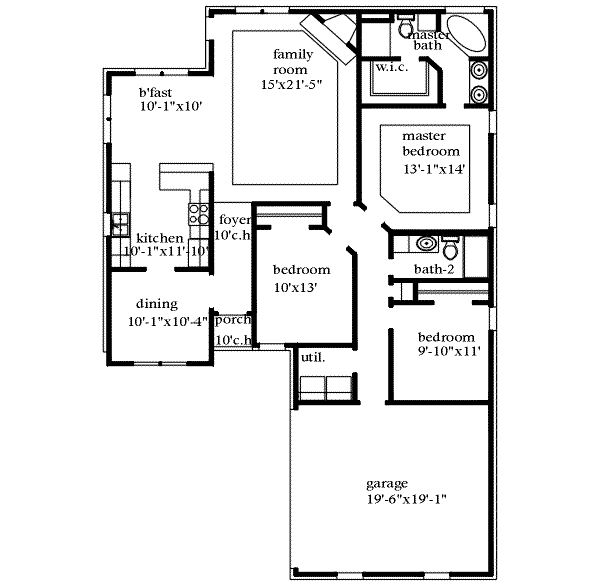 family
room
15'x21'-5"
master
bath
w.i.c.
b'fast
10'-1"x10'
master
bedroom
13'-1"x14'
foyer
10'c.h
kitchen
10'-1"x11'-10"
bedroom
10'x13'
bath-2
dining
10'-1"x10'-4"
porch
10'c.h
bedroom
9'-10"x11'
util.
garage
19'-6"x19'-1"